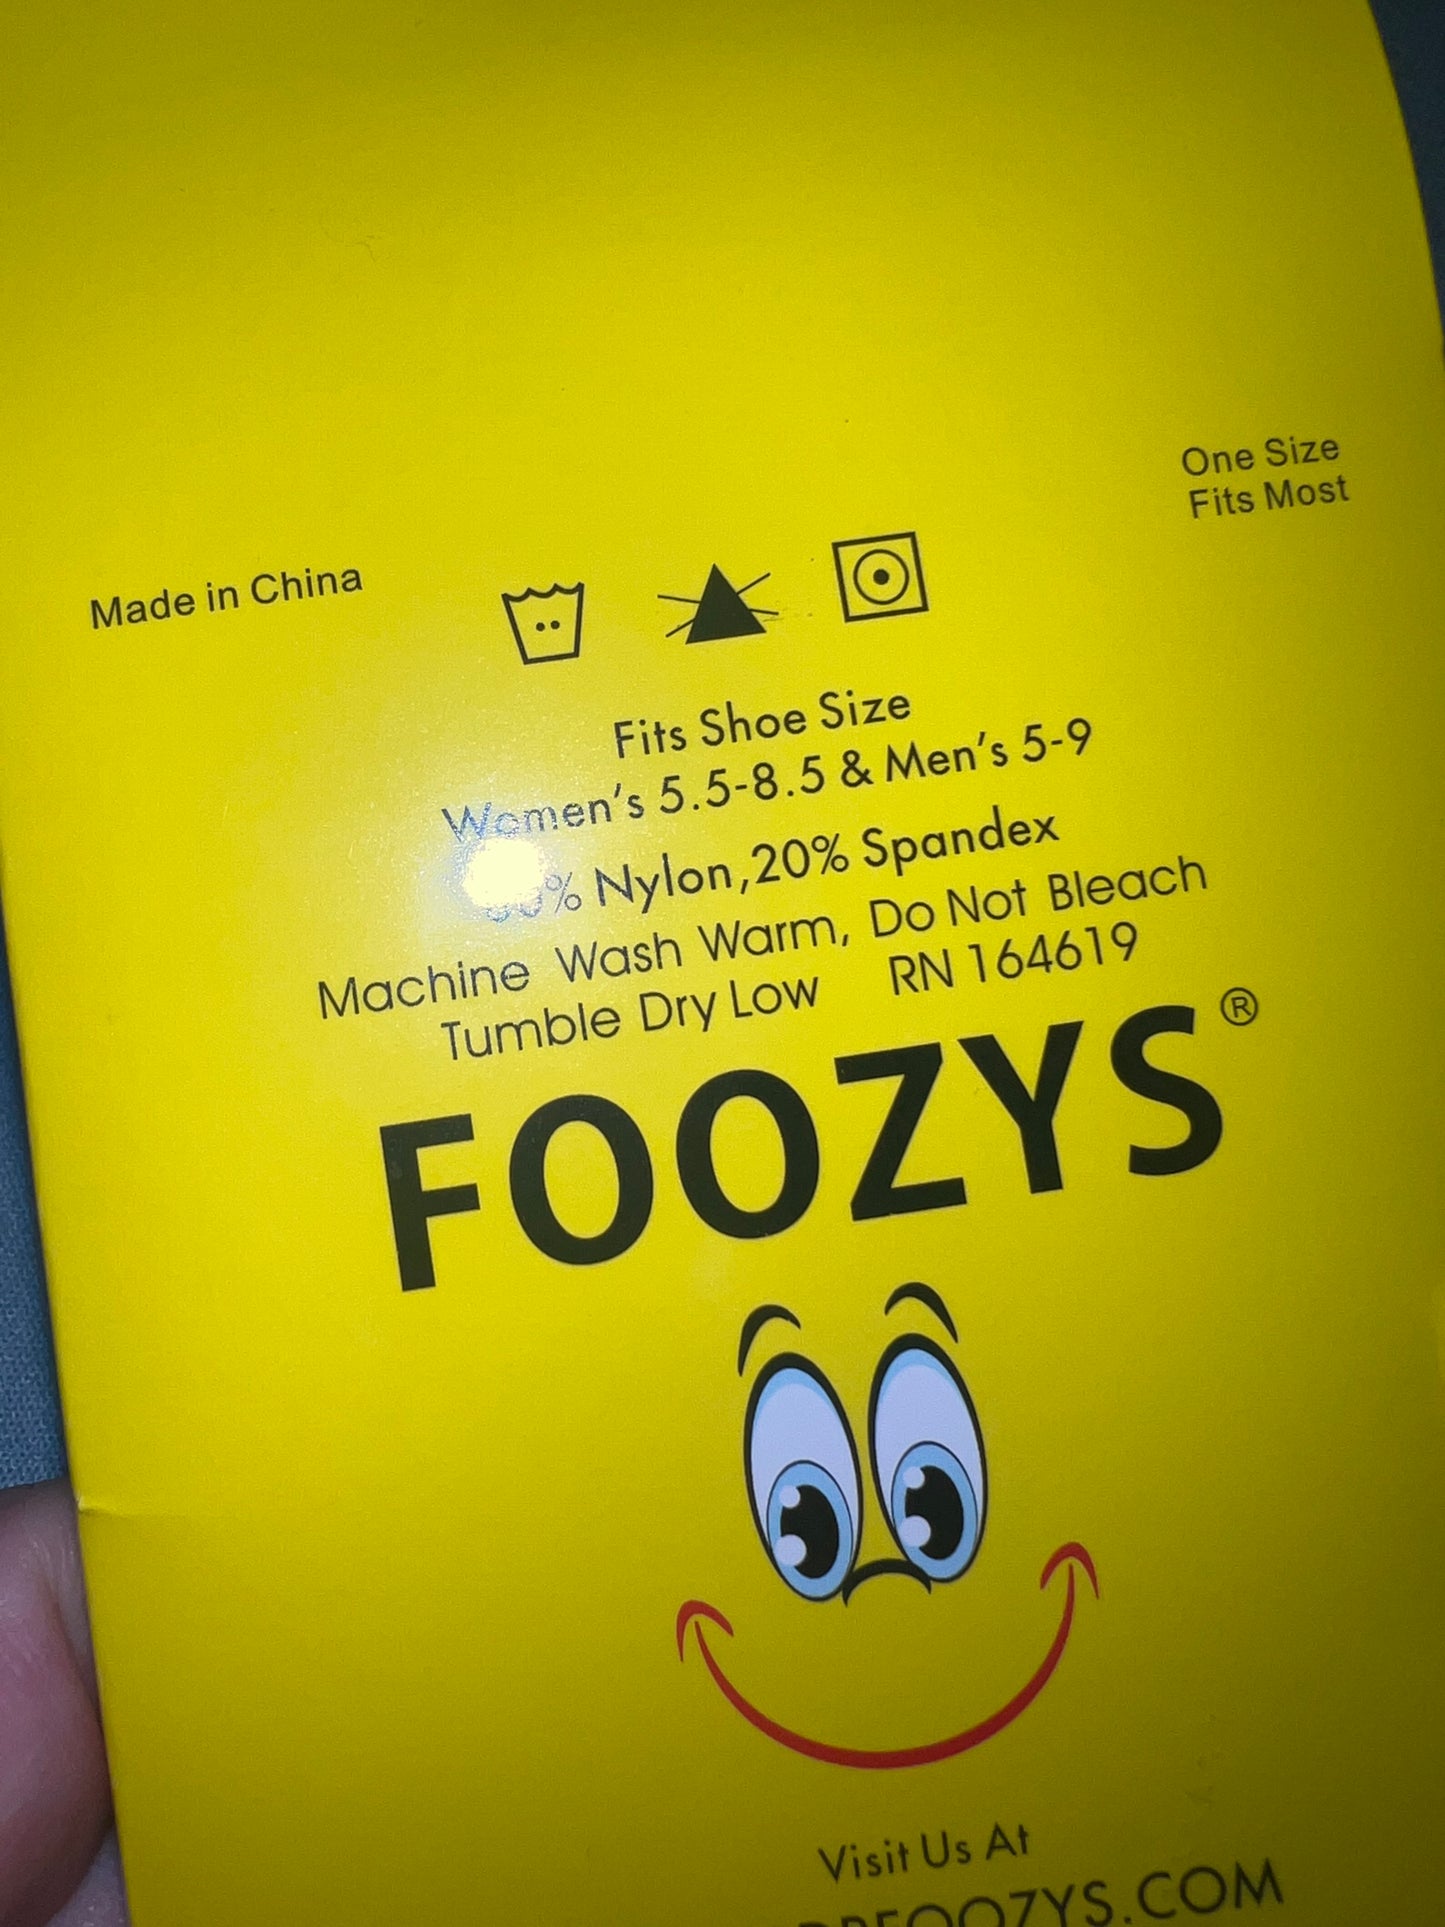 One Size
Fits Most
Made in China
Fits Shoe Size
Women's 5.5-8.5 & Men's 5-9
% Nylon,20% Spandex
Machine Wash Warm, Do Not Bleach
Tumble Dry Low RN 164619
FOOZYS®
Visit Us At